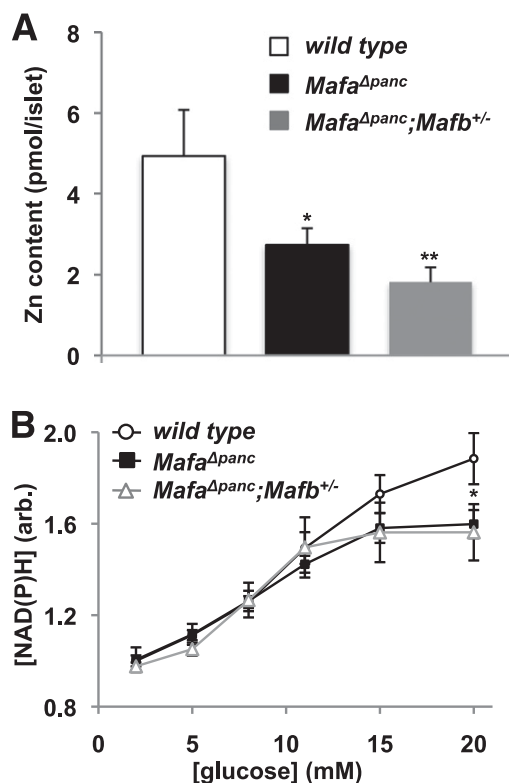 A
8
6
4
2
0
Zn content (pmol/islet)
wild type
Mafa^Δpanc
Mafa^Δpanc;Mafb^+/-
*
**
B
2.0
1.6
1.2
0.8
[NAD(P)H] (arb.)
wild type
Mafa^Δpanc
Mafa^Δpanc;Mafb^+/-
*
0 5 10 15 20
[glucose] (mM)